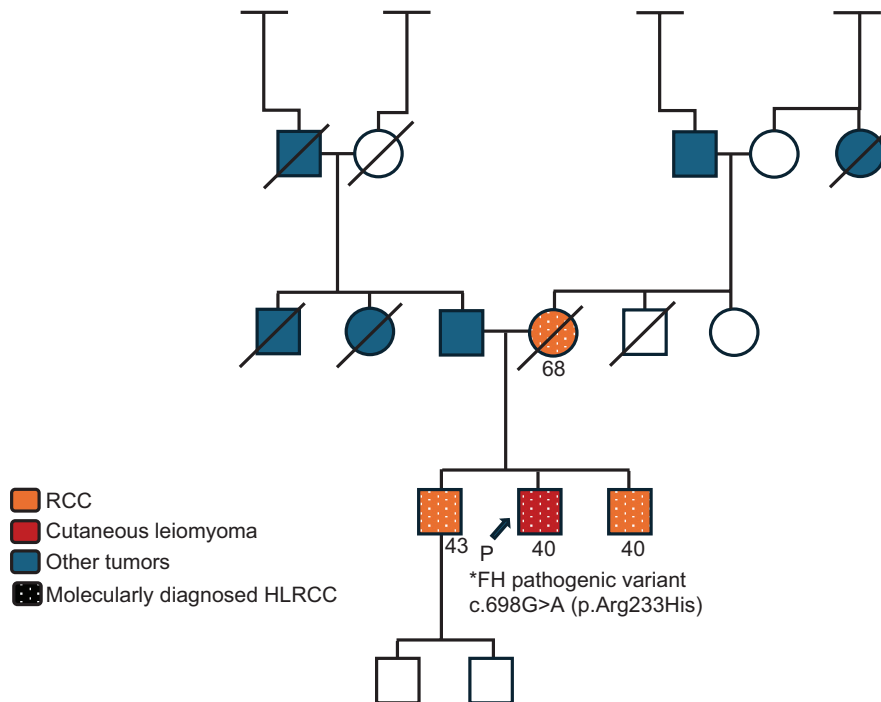 68
RCC
Cutaneous leiomyoma
Other tumors
Molecularly diagnosed HLRCC
43
P
40
40
*FH pathogenic variant
c.698G>A (p.Arg233His)